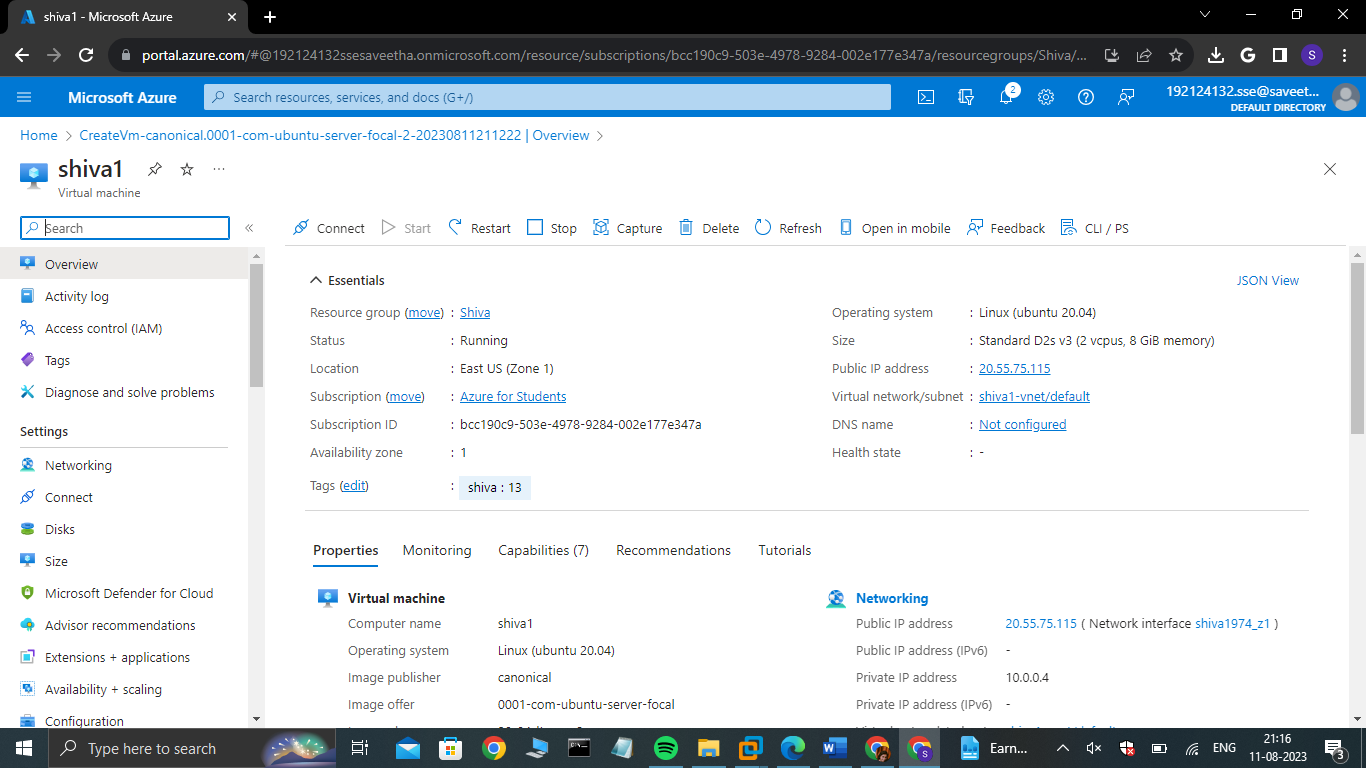 shiva1 - Microsoft Azure
portal.azure.com/#@192124132ssesaveetha.onmicrosoft.com/resource/subscriptions/bcc190c9-503e-4978-9284-002e177e347a/resourcegroups/Shiva/...
S
Microsoft Azure
Search resources, services, and docs (G+/)
2
192124132.sse@saveet...
DEFAULT DIRECTORY
Home > CreateVm-canonical.0001-com-ubuntu-server-focal-2-20230811211222 | Overview >
shiva1
Virtual machine
Search
«
Connect Start Restart Stop Capture Delete Refresh Open in mobile Feedback CLI / PS
Overview
Activity log
Access control (IAM)
Tags
Diagnose and solve problems
Settings
Networking
Connect
Disks
Size
Microsoft Defender for Cloud
Advisor recommendations
Extensions + applications
Availability + scaling
Configuration
Essentials
JSON View
Resource group (move) : Shiva
Status : Running
Location : East US (Zone 1)
Subscription (move) : Azure for Students
Subscription ID : bcc190c9-503e-4978-9284-002e177e347a
Availability zone : 1
Tags (edit) : shiva : 13
Operating system : Linux (ubuntu 20.04)
Size : Standard D2s v3 (2 vcpus, 8 GiB memory)
Public IP address : 20.55.75.115
Virtual network/subnet : shiva1-vnet/default
DNS name : Not configured
Health state : -
Properties Monitoring Capabilities (7) Recommendations Tutorials
Virtual machine
Computer name shiva1
Operating system Linux (ubuntu 20.04)
Image publisher canonical
Image offer 0001-com-ubuntu-server-focal
Networking
Public IP address 20.55.75.115 ( Network interface shiva1974_z1 )
Public IP address (IPv6) -
Private IP address 10.0.0.4
Private IP address (IPv6) -
Type here to search
Earn...
ENG
21:16
11-08-2023
3